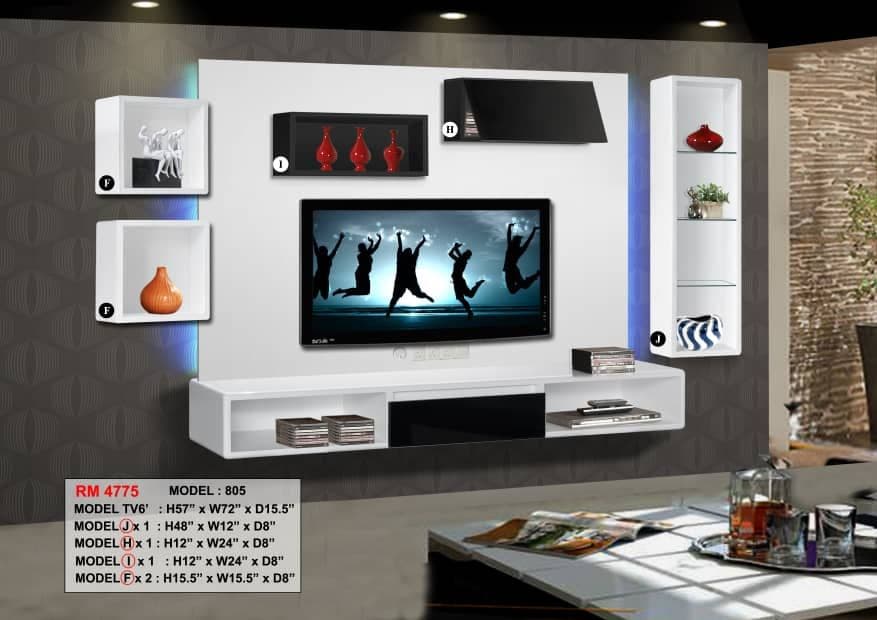 F
F
I
H
J
RM 4775 MODEL : 805
MODEL TV6' : H57" x W72" x D15.5"
MODEL J x 1 : H48" x W12" x D8"
MODEL H x 1 : H12" x W24" x D8"
MODEL I x 1 : H12" x W24" x D8"
MODEL F x 2 : H15.5" x W15.5" x D8"